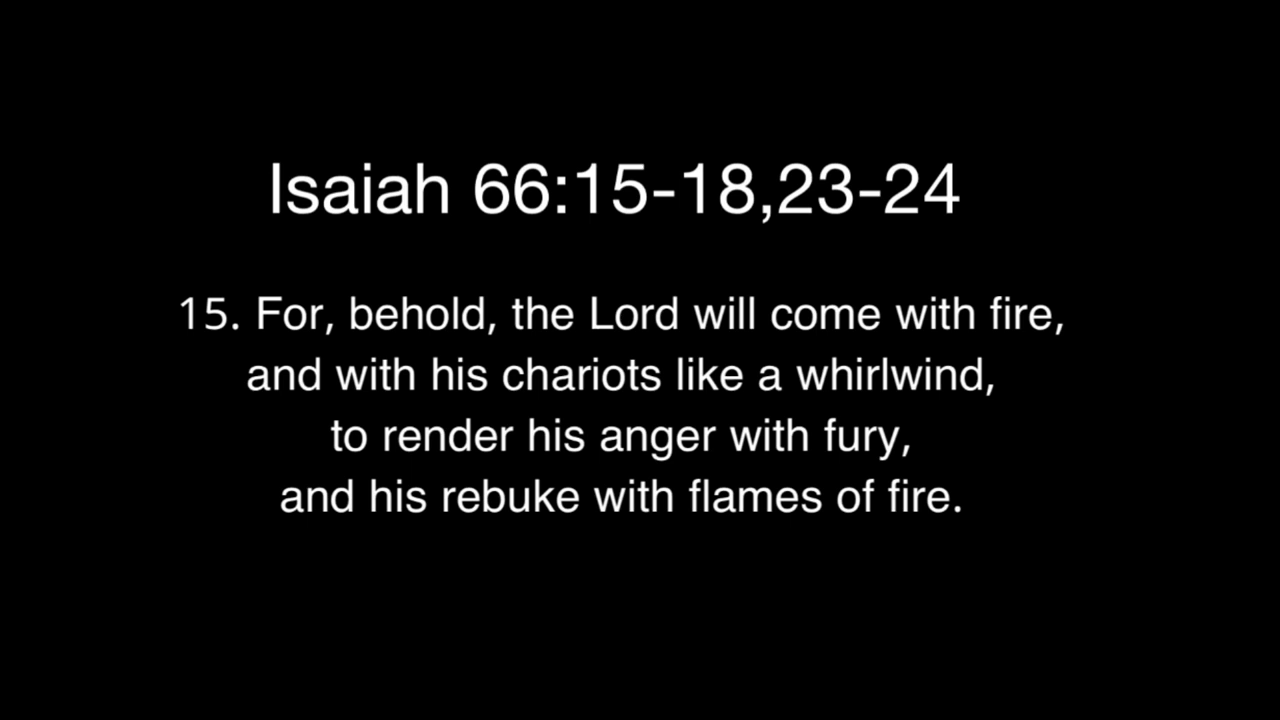 Isaiah 66:15-18,23-24
15. For, behold, the Lord will come with fire,
and with his chariots like a whirlwind,
to render his anger with fury,
and his rebuke with flames of fire.